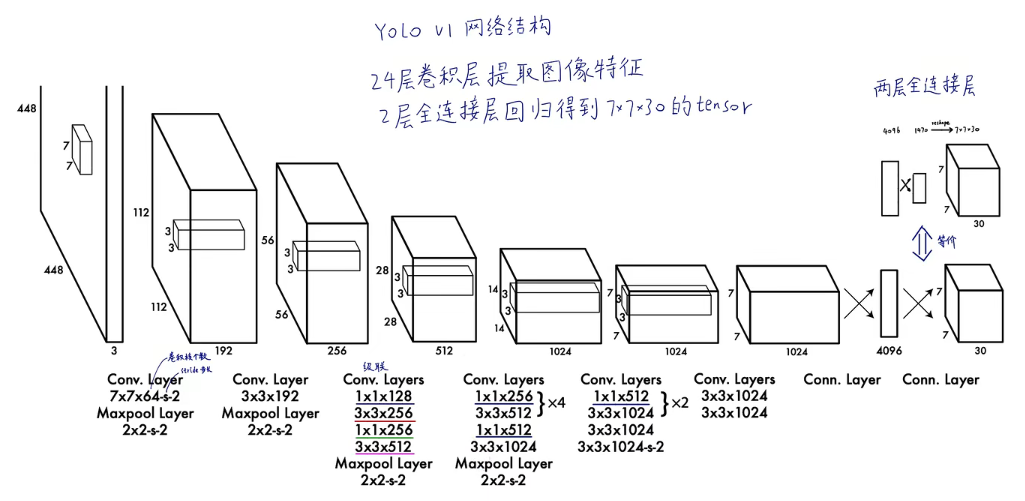 Yolo v1 网络结构
24层卷积层提取图像特征
2层全连接层回归得到 7×7×30 的tensor
两层全连接层
4096 1470 reshape 7×7×30
448
448
7
7
3
112
112
3
3
192
56
56
3
3
256
28
28
3
3
512
14
14
3
3
1024
7
7
3
3
1024
7
7
1024
4096
7
7
30
等价
7
7
30
卷积核个数
stride 步长
级联
Conv. Layer
7x7x64-s-2
Maxpool Layer
2x2-s-2
Conv. Layer
3x3x192
Maxpool Layer
2x2-s-2
Conv. Layers
1x1x128
3x3x256
1x1x256
3x3x512
Maxpool Layer
2x2-s-2
Conv. Layers
1x1x256
3x3x512
×4
1x1x512
3x3x1024
Maxpool Layer
2x2-s-2
Conv. Layers
1x1x512
3x3x1024
×2
3x3x1024
3x3x1024-s-2
Conv. Layers
3x3x1024
3x3x1024
Conn. Layer
Conn. Layer